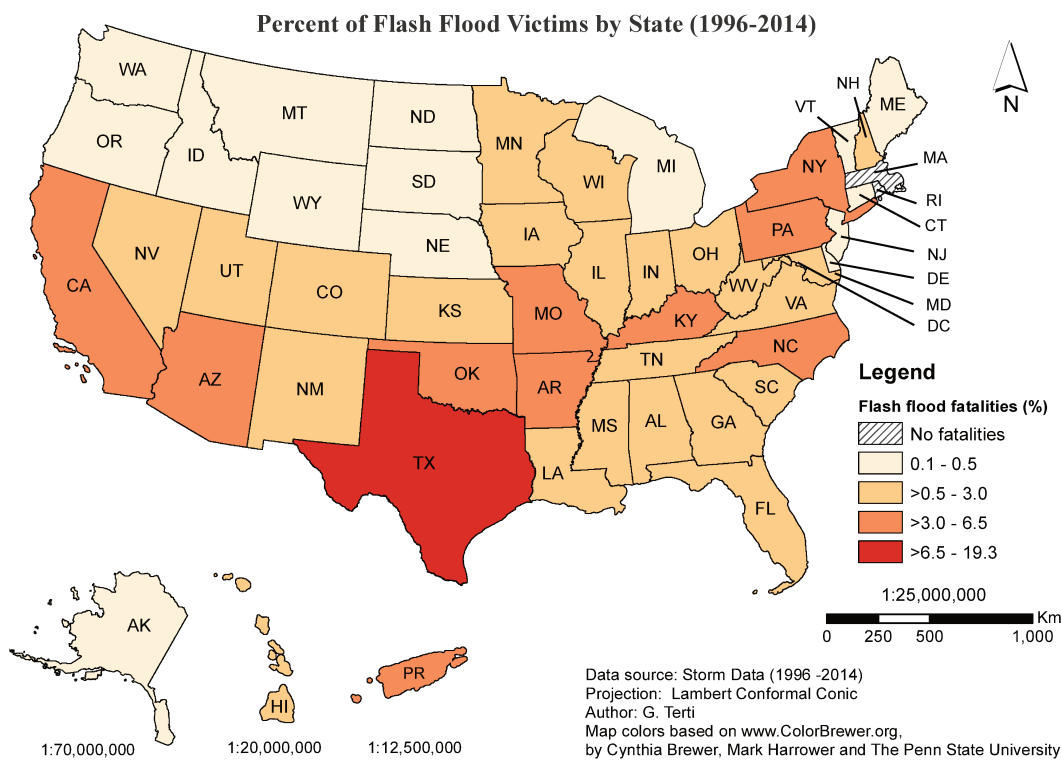 Percent of Flash Flood Victims by State (1996-2014)
WA
MT
ND
MN
OR
ID
SD
WI
MI
WY
NE
IA
NH
VT
ME
N
NY
MA
RI
CT
PA
NJ
DE
MD
DC
NV
UT
CO
KS
IL
IN
OH
WV
VA
CA
MO
KY
NC
AZ
NM
OK
AR
TN
SC
MS
AL
GA
TX
LA
FL
Legend
Flash flood fatalities (%)
No fatalities
0.1 - 0.5
>0.5 - 3.0
>3.0 - 6.5
>6.5 - 19.3
1:25,000,000
Km
0 250 500 1,000
AK
HI
PR
1:70,000,000
1:20,000,000
1:12,500,000
Data source: Storm Data (1996 -2014)
Projection: Lambert Conformal Conic
Author: G. Terti
Map colors based on www.ColorBrewer.org,
by Cynthia Brewer, Mark Harrower and The Penn State University